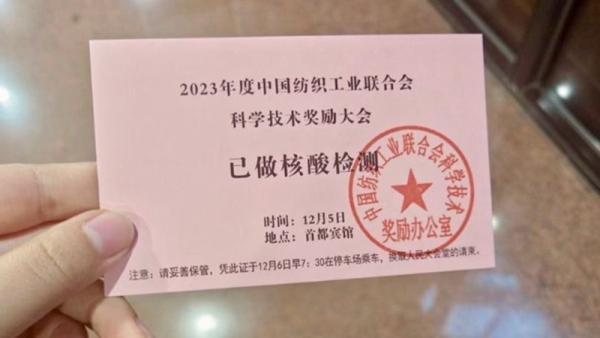 2023年度中国纺织工业联合会
科学技术奖励大会
已做核酸检测
时间：12月5日
地点：首都宾馆
注意：请妥善保管，凭此证于12月6日早7：30在停车场乘车，换取人民大会堂的请柬。
中国纺织工业联合会科学技术
奖励办公室